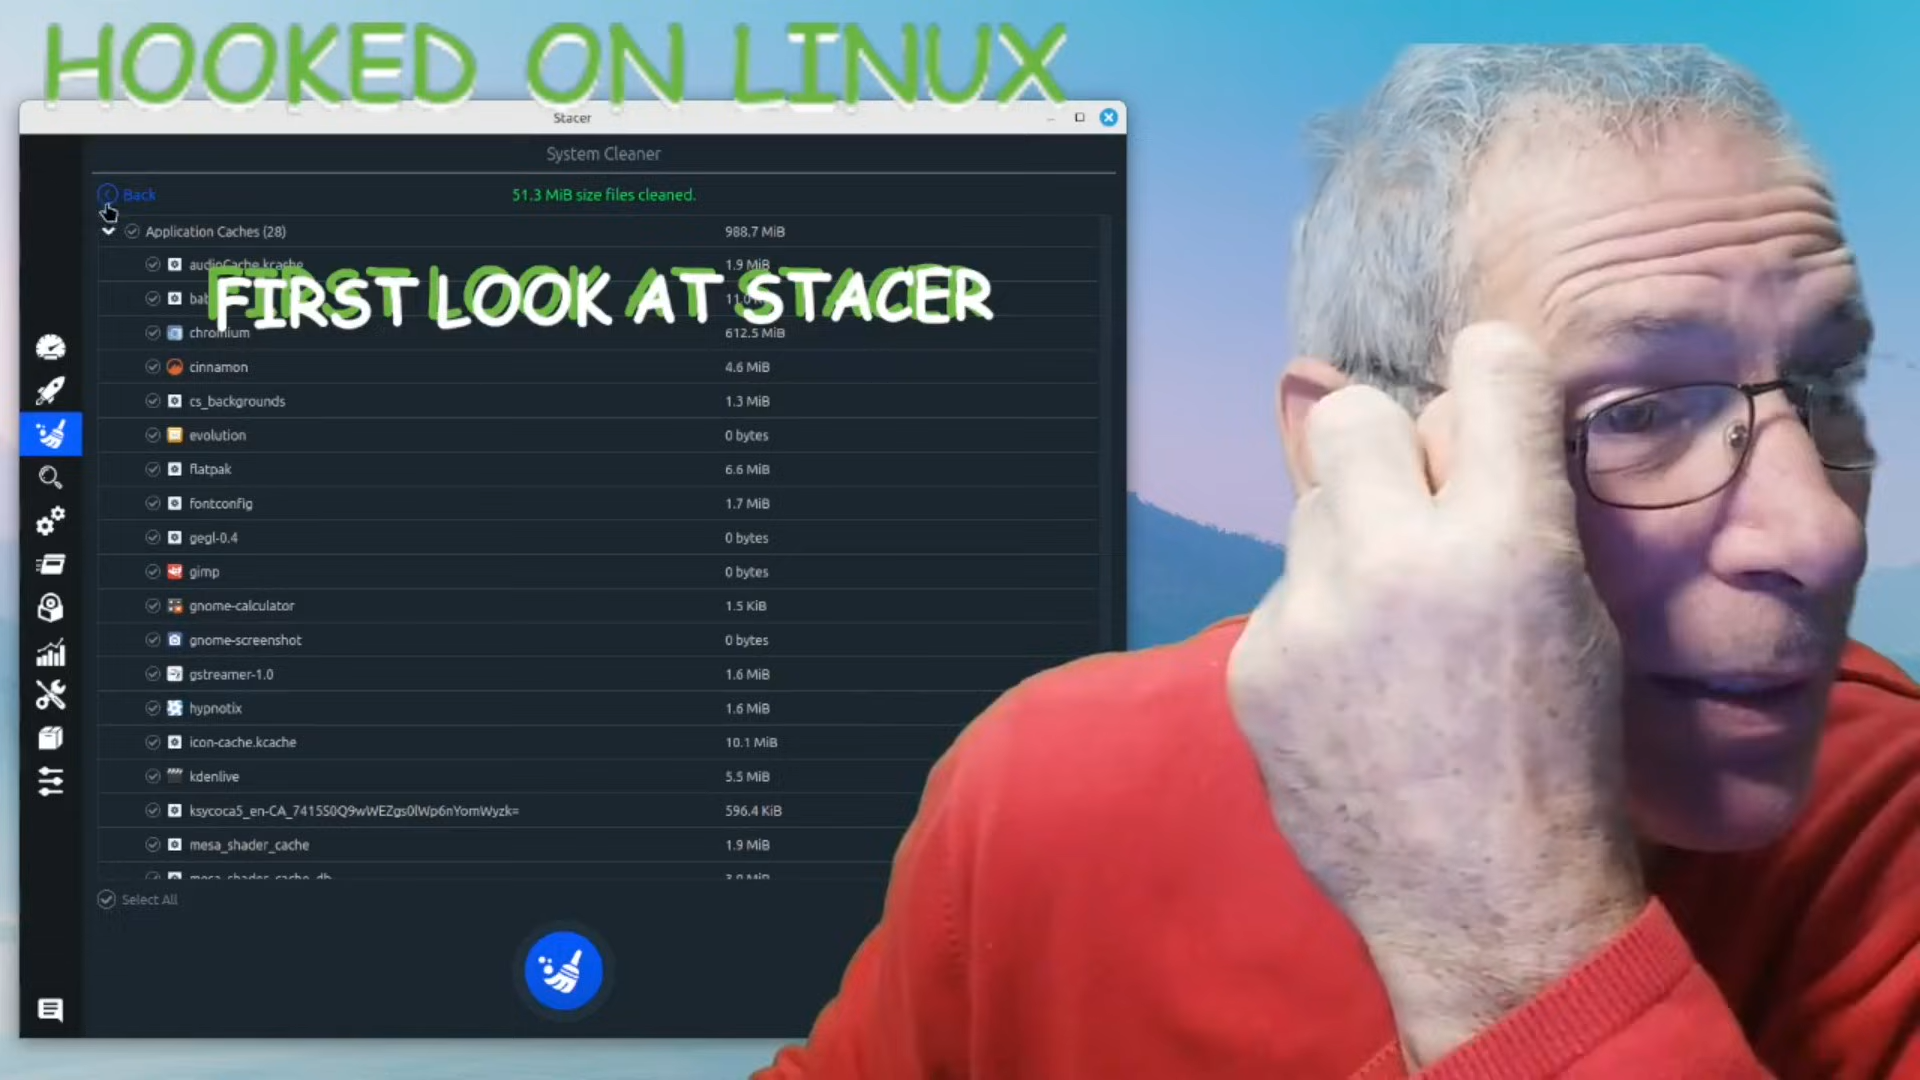 HOOKED ON LINUX
Stacer
System Cleaner
Back
51.3 MiB size files cleaned.
Application Caches (28)
988.7 MiB
audioCache.kcache
1.9 MiB
FIRST LOOK AT STACER
chromium
612.5 MiB
cinnamon
4.6 MiB
cs_backgrounds
1.3 MiB
evolution
0 bytes
flatpak
6.6 MiB
fontconfig
1.7 MiB
gegl-0.4
0 bytes
gimp
0 bytes
gnome-calculator
1.5 KiB
gnome-screenshot
0 bytes
gstreamer-1.0
1.6 MiB
hypnotix
1.6 MiB
icon-cache.kcache
10.1 MiB
kdenlive
5.5 MiB
596.4 KiB
mesa_shader_cache
1.9 MiB
mesa_shader_cache_db
Select All